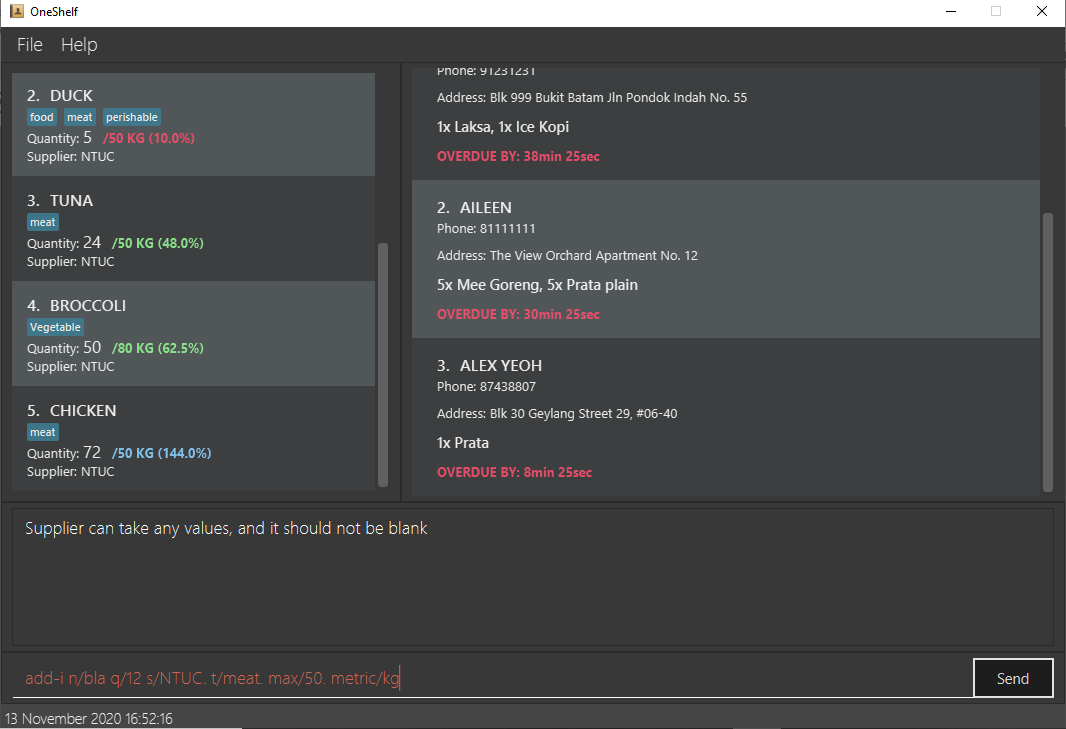 OneShelf
File Help
2. DUCK
food meat perishable
Quantity: 5 /50 KG (10.0%)
Supplier: NTUC
3. TUNA
meat
Quantity: 24 /50 KG (48.0%)
Supplier: NTUC
4. BROCCOLI
Vegetable
Quantity: 50 /80 KG (62.5%)
Supplier: NTUC
5. CHICKEN
meat
Quantity: 72 /50 KG (144.0%)
Supplier: NTUC
Phone: 91231231
Address: Blk 999 Bukit Batam Jln Pondok Indah No. 55
1x Laksa, 1x Ice Kopi
OVERDUE BY: 38min 25sec
2. AILEEN
Phone: 81111111
Address: The View Orchard Apartment No. 12
5x Mee Goreng, 5x Prata plain
OVERDUE BY: 30min 25sec
3. ALEX YEOH
Phone: 87438807
Address: Blk 30 Geylang Street 29, #06-40
1x Prata
OVERDUE BY: 8min 25sec
Supplier can take any values, and it should not be blank
add-i n/bla q/12 s/NTUC. t/meat. max/50. metric/kg
Send
13 November 2020 16:52:16